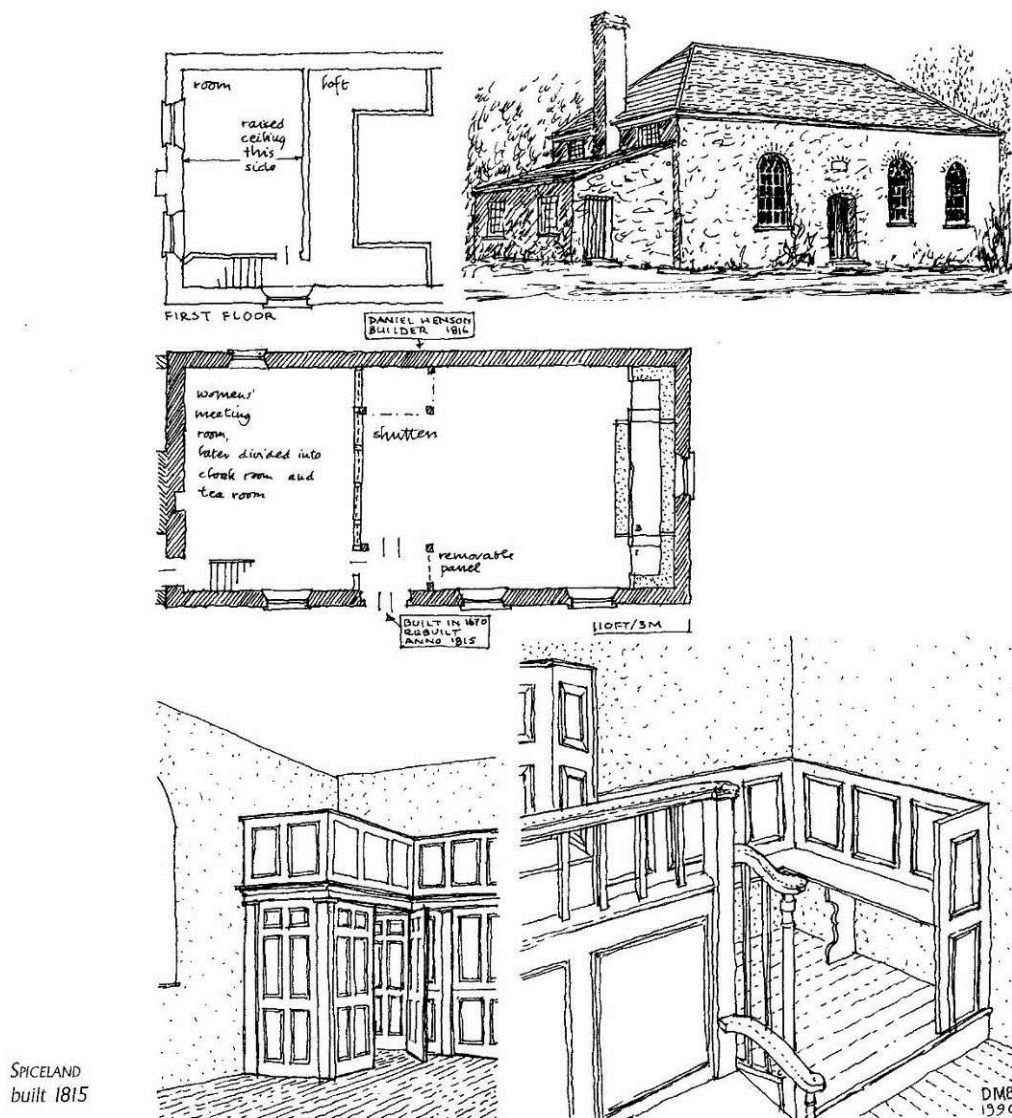 room
loft
raised
ceiling
this
side
FIRST FLOOR
DANIEL HENSON
BUILDER 1816
womens'
meeting
room,
later divided into
cloak room and
tea room
shutters
removable
panel
BUILT IN 1670
REBUILT
ANNO 1815
10FT/3M
SPICELAND
built 1815
DMB